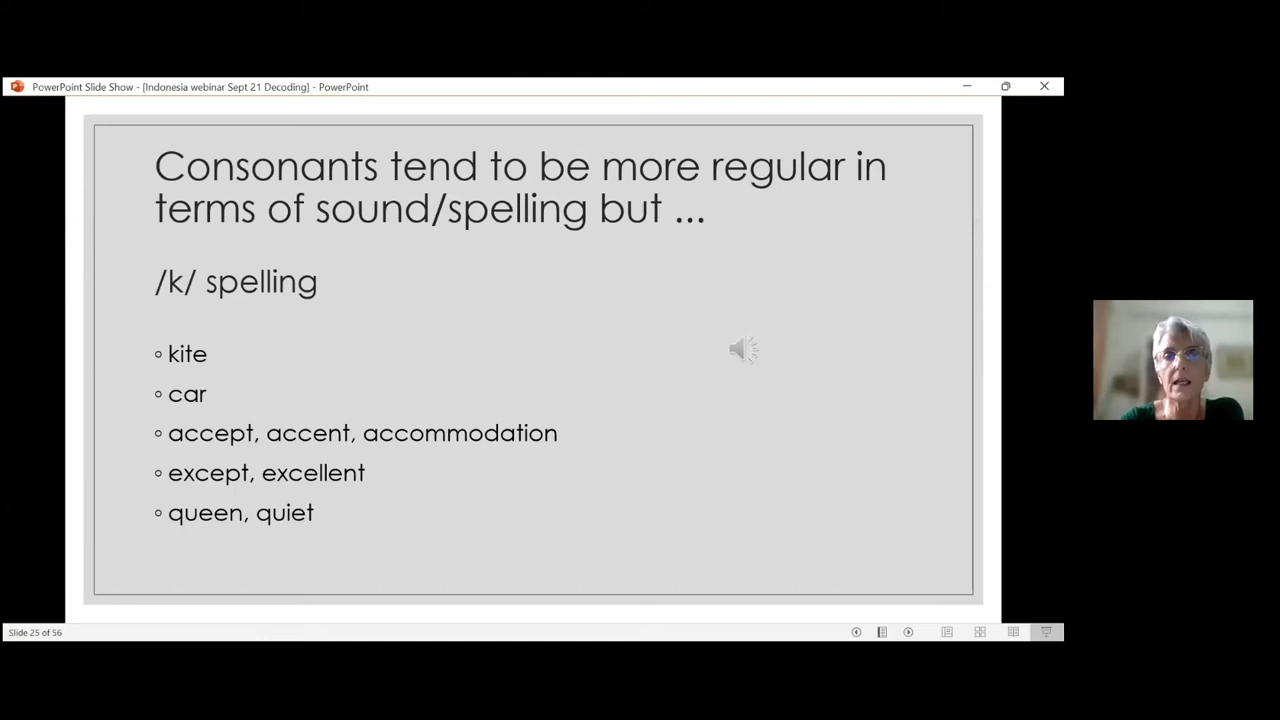 PowerPoint Slide Show - [Indonesia webinar Sept 21 Decoding] - PowerPoint
Consonants tend to be more regular in
terms of sound/spelling but ...
/k/ spelling
kite
car
accept, accent, accommodation
except, excellent
queen, quiet
Slide 25 of 56